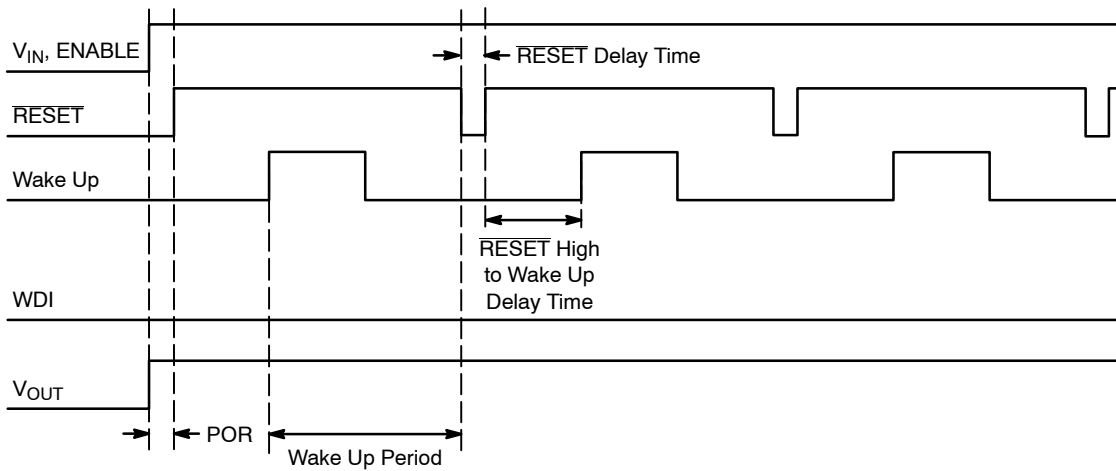 V_IN, ENABLE
RESET Delay Time
RESET
Wake Up
RESET High
to Wake Up
Delay Time
WDI
V_OUT
POR
Wake Up Period